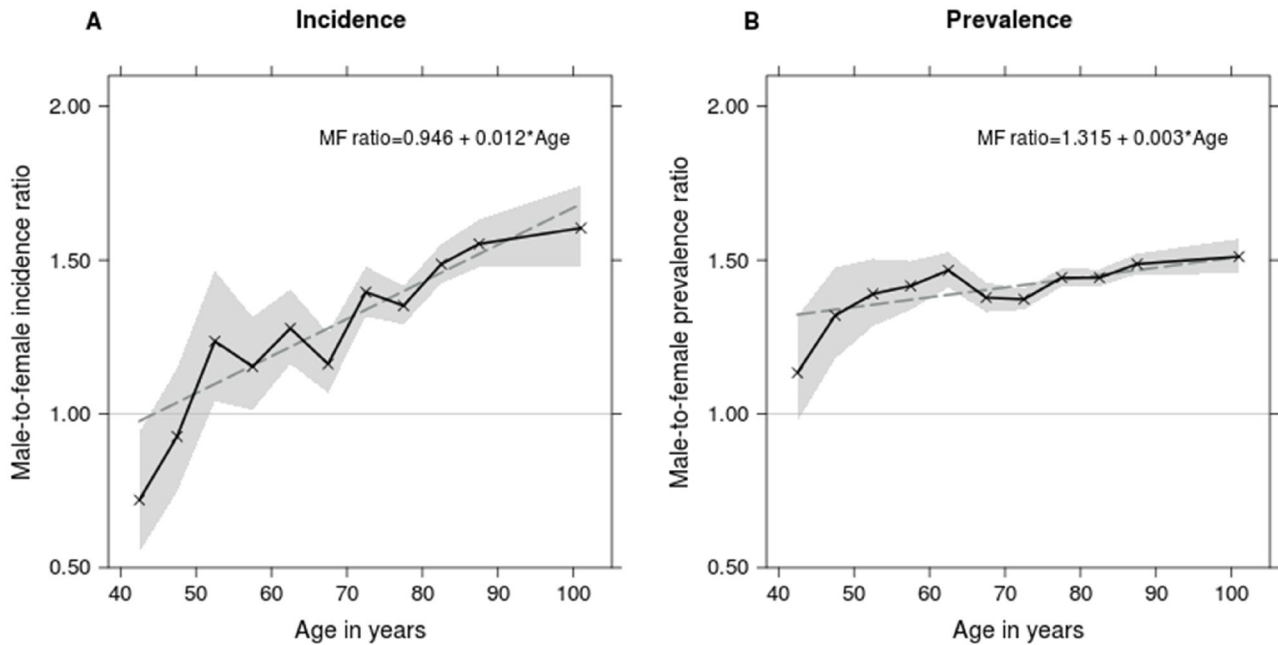 A Incidence
MF ratio=0.946 + 0.012*Age
Male-to-female incidence ratio
2.00
1.50
1.00
0.50
40 50 60 70 80 90 100
Age in years
B Prevalence
MF ratio=1.315 + 0.003*Age
Male-to-female prevalence ratio
2.00
1.50
1.00
0.50
40 50 60 70 80 90 100
Age in years